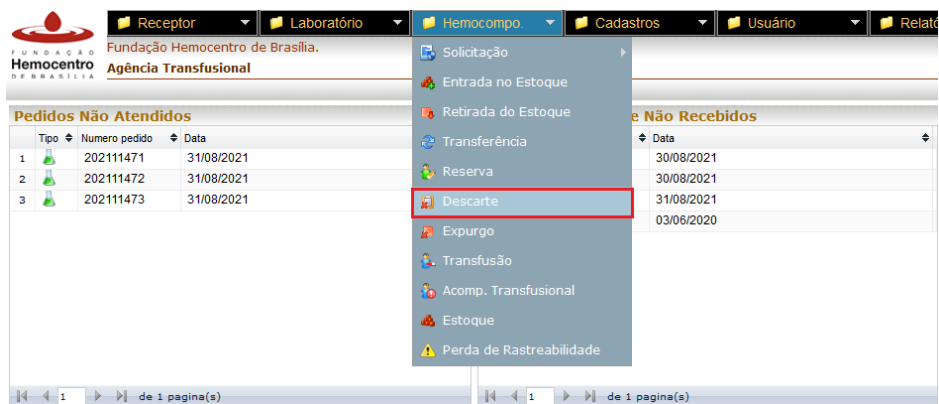 Receptor Laboratório Hemocompo. Cadastros Usuário Relató
FUNDAÇÃO
Hemocentro
DE BRASÍLIA
Fundação Hemocentro de Brasília.
Agência Transfusional
Solicitação
Entrada no Estoque
Retirada do Estoque
Transferência
Reserva
Descarte
Expurgo
Transfusão
Acomp. Transfusional
Estoque
Perda de Rastreabilidade
Pedidos Não Atendidos
Tipo Numero pedido Data
1 202111471 31/08/2021
2 202111472 31/08/2021
3 202111473 31/08/2021
1 de 1 pagina(s)
e Não Recebidos
Data
30/08/2021
30/08/2021
31/08/2021
03/06/2020
1 de 1 pagina(s)